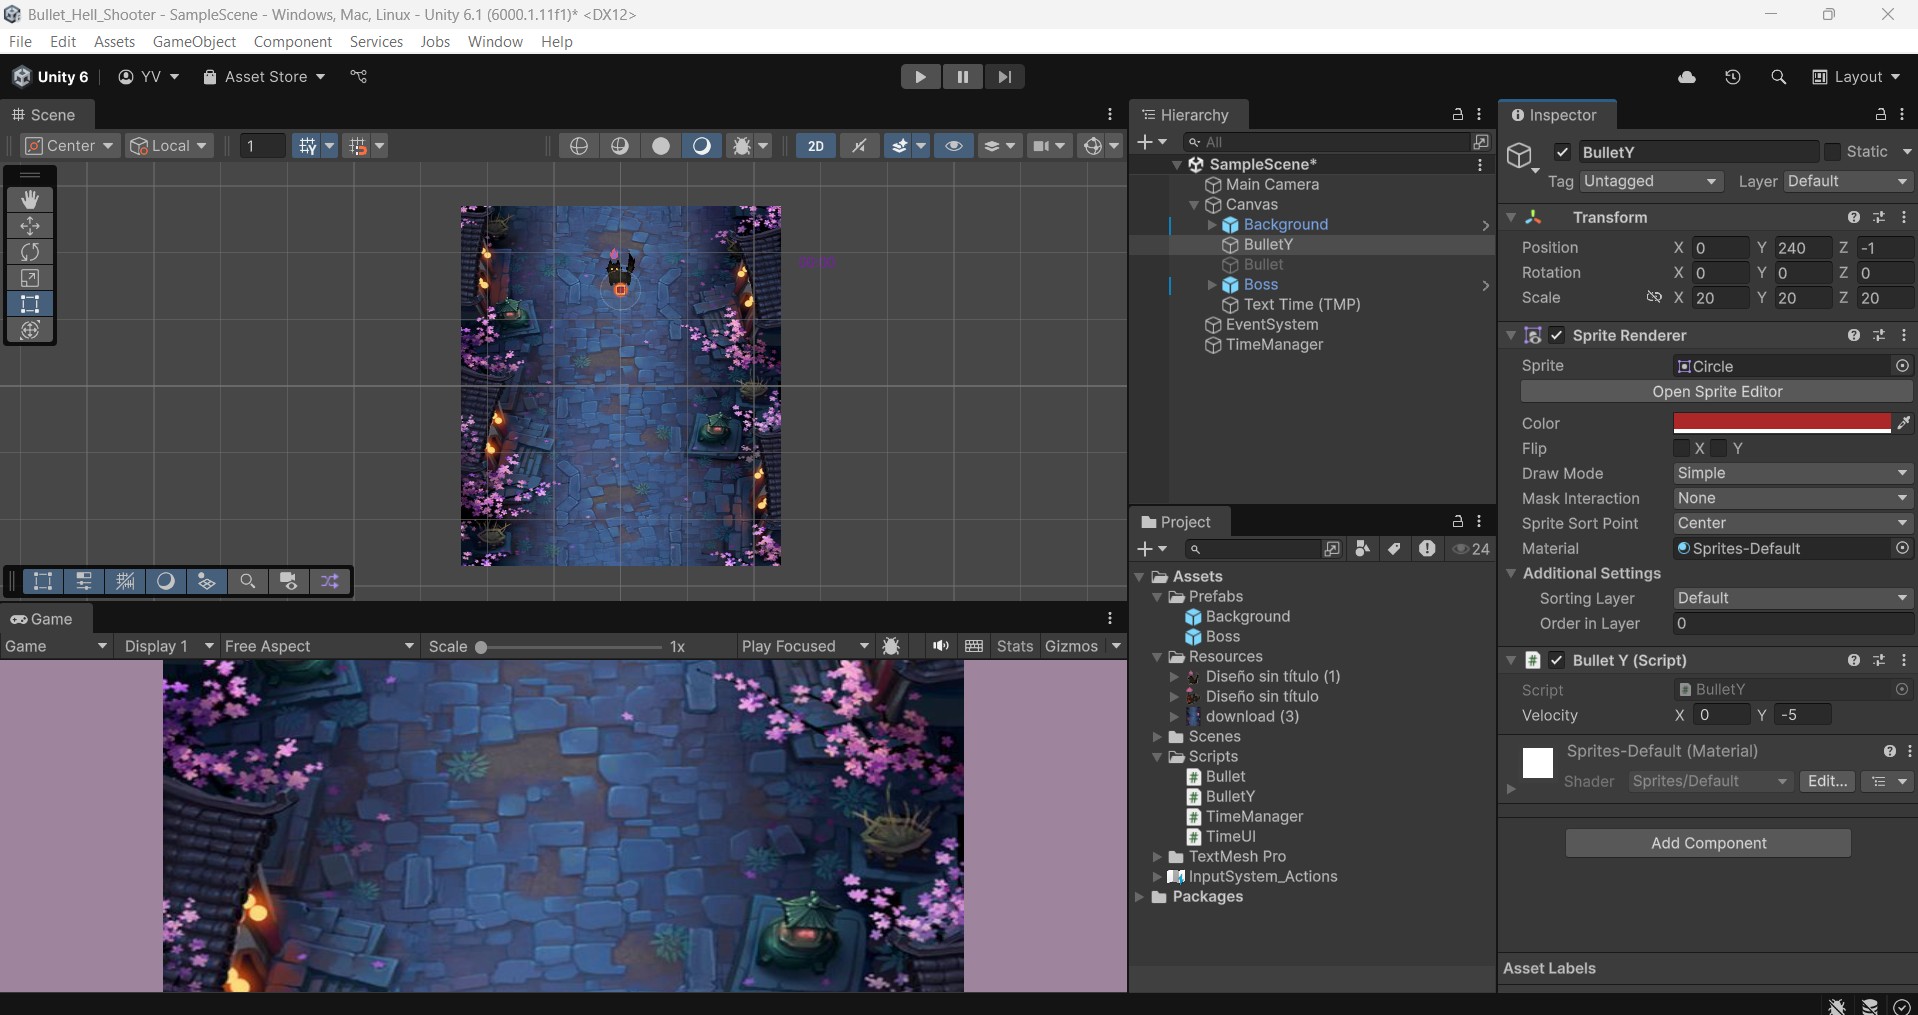 Bullet_Hell_Shooter - SampleScene - Windows, Mac, Linux - Unity 6.1 (6000.1.11f1)* <DX12>
File Edit Assets GameObject Component Services Jobs Window Help
Unity 6 YV Asset Store Layout
Scene
Center Local 1 2D
Game
Game Display 1 Free Aspect Scale 1x Play Focused Stats Gizmos
Hierarchy
All
SampleScene*
Main Camera
Canvas
Background
BulletY
Bullet
Boss
Text Time (TMP)
EventSystem
TimeManager
Project
24
Assets
Prefabs
Background
Boss
Resources
Diseño sin título (1)
Diseño sin título
download (3)
Scenes
Scripts
Bullet
BulletY
TimeManager
TimeUI
TextMesh Pro
InputSystem_Actions
Packages
Inspector
BulletY Static
Tag Untagged Layer Default
Transform
Position X 0 Y 240 Z -1
Rotation X 0 Y 0 Z 0
Scale X 20 Y 20 Z 20
Sprite Renderer
Sprite Circle
Open Sprite Editor
Color
Flip X Y
Draw Mode Simple
Mask Interaction None
Sprite Sort Point Center
Material Sprites-Default
Additional Settings
Sorting Layer Default
Order in Layer 0
Bullet Y (Script)
Script BulletY
Velocity X 0 Y -5
Sprites-Default (Material)
Shader Sprites/Default Edit...
Add Component
Asset Labels